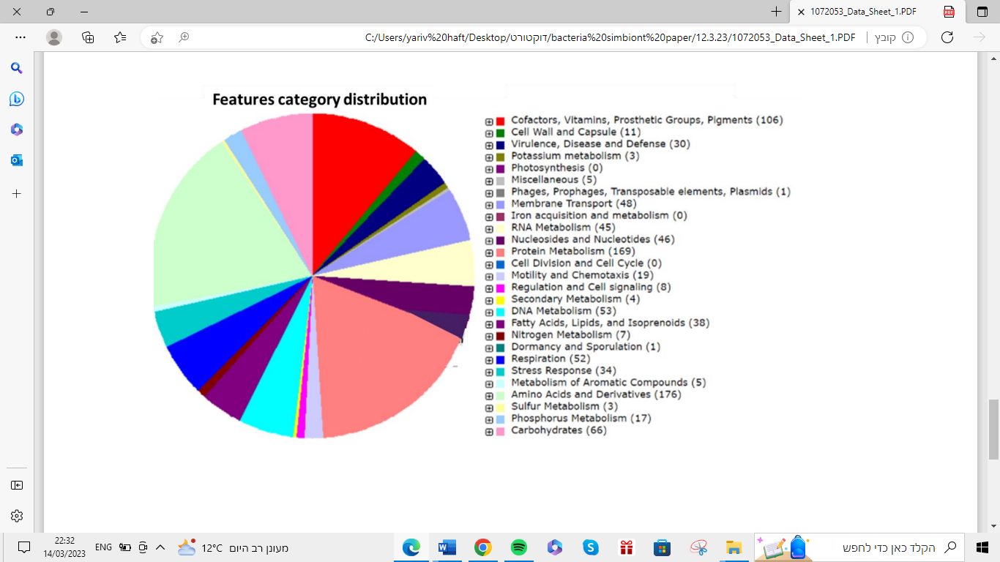 1072053_Data_Sheet_1.PDF
C:/Users/yariv%20haft/Desktop/דוקטורט/bacteria%20simbiont%20paper/12.3.23/1072053_Data_Sheet_1.PDF
קובץ
Features category distribution
Cofactors, Vitamins, Prosthetic Groups, Pigments (106)
Cell Wall and Capsule (11)
Virulence, Disease and Defense (30)
Potassium metabolism (3)
Photosynthesis (0)
Miscellaneous (5)
Phages, Prophages, Transposable elements, Plasmids (1)
Membrane Transport (48)
Iron acquisition and metabolism (0)
RNA Metabolism (45)
Nucleosides and Nucleotides (46)
Protein Metabolism (169)
Cell Division and Cell Cycle (0)
Motility and Chemotaxis (19)
Regulation and Cell signaling (8)
Secondary Metabolism (4)
DNA Metabolism (53)
Fatty Acids, Lipids, and Isoprenoids (38)
Nitrogen Metabolism (7)
Dormancy and Sporulation (1)
Respiration (52)
Stress Response (34)
Metabolism of Aromatic Compounds (5)
Amino Acids and Derivatives (176)
Sulfur Metabolism (3)
Phosphorus Metabolism (17)
Carbohydrates (66)
22:32
14/03/2023
ENG
12°C מעונן רב היום
הקלד כאן כדי לחפש